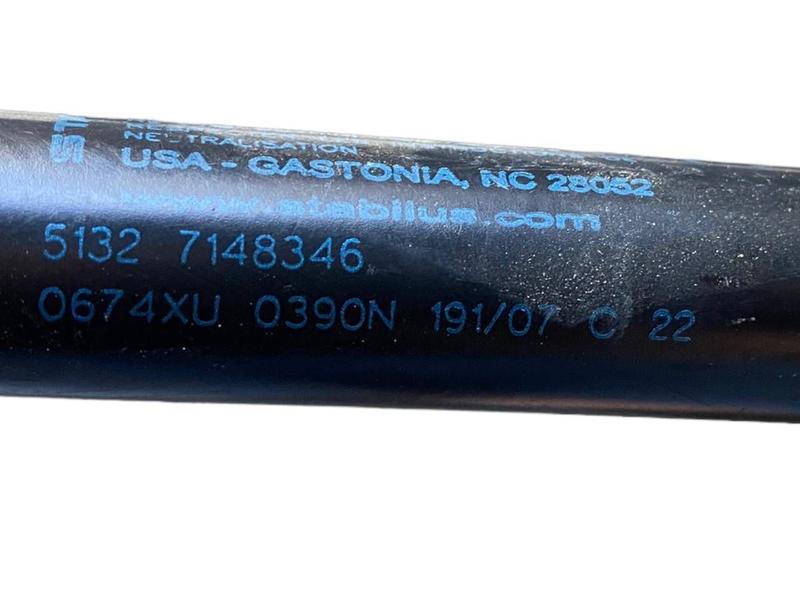 NEUTRALISATION
USA - GASTONIA, NC 28052
www.stabilus.com
5132 7148346
0674XU 0390N 191/07 C 22